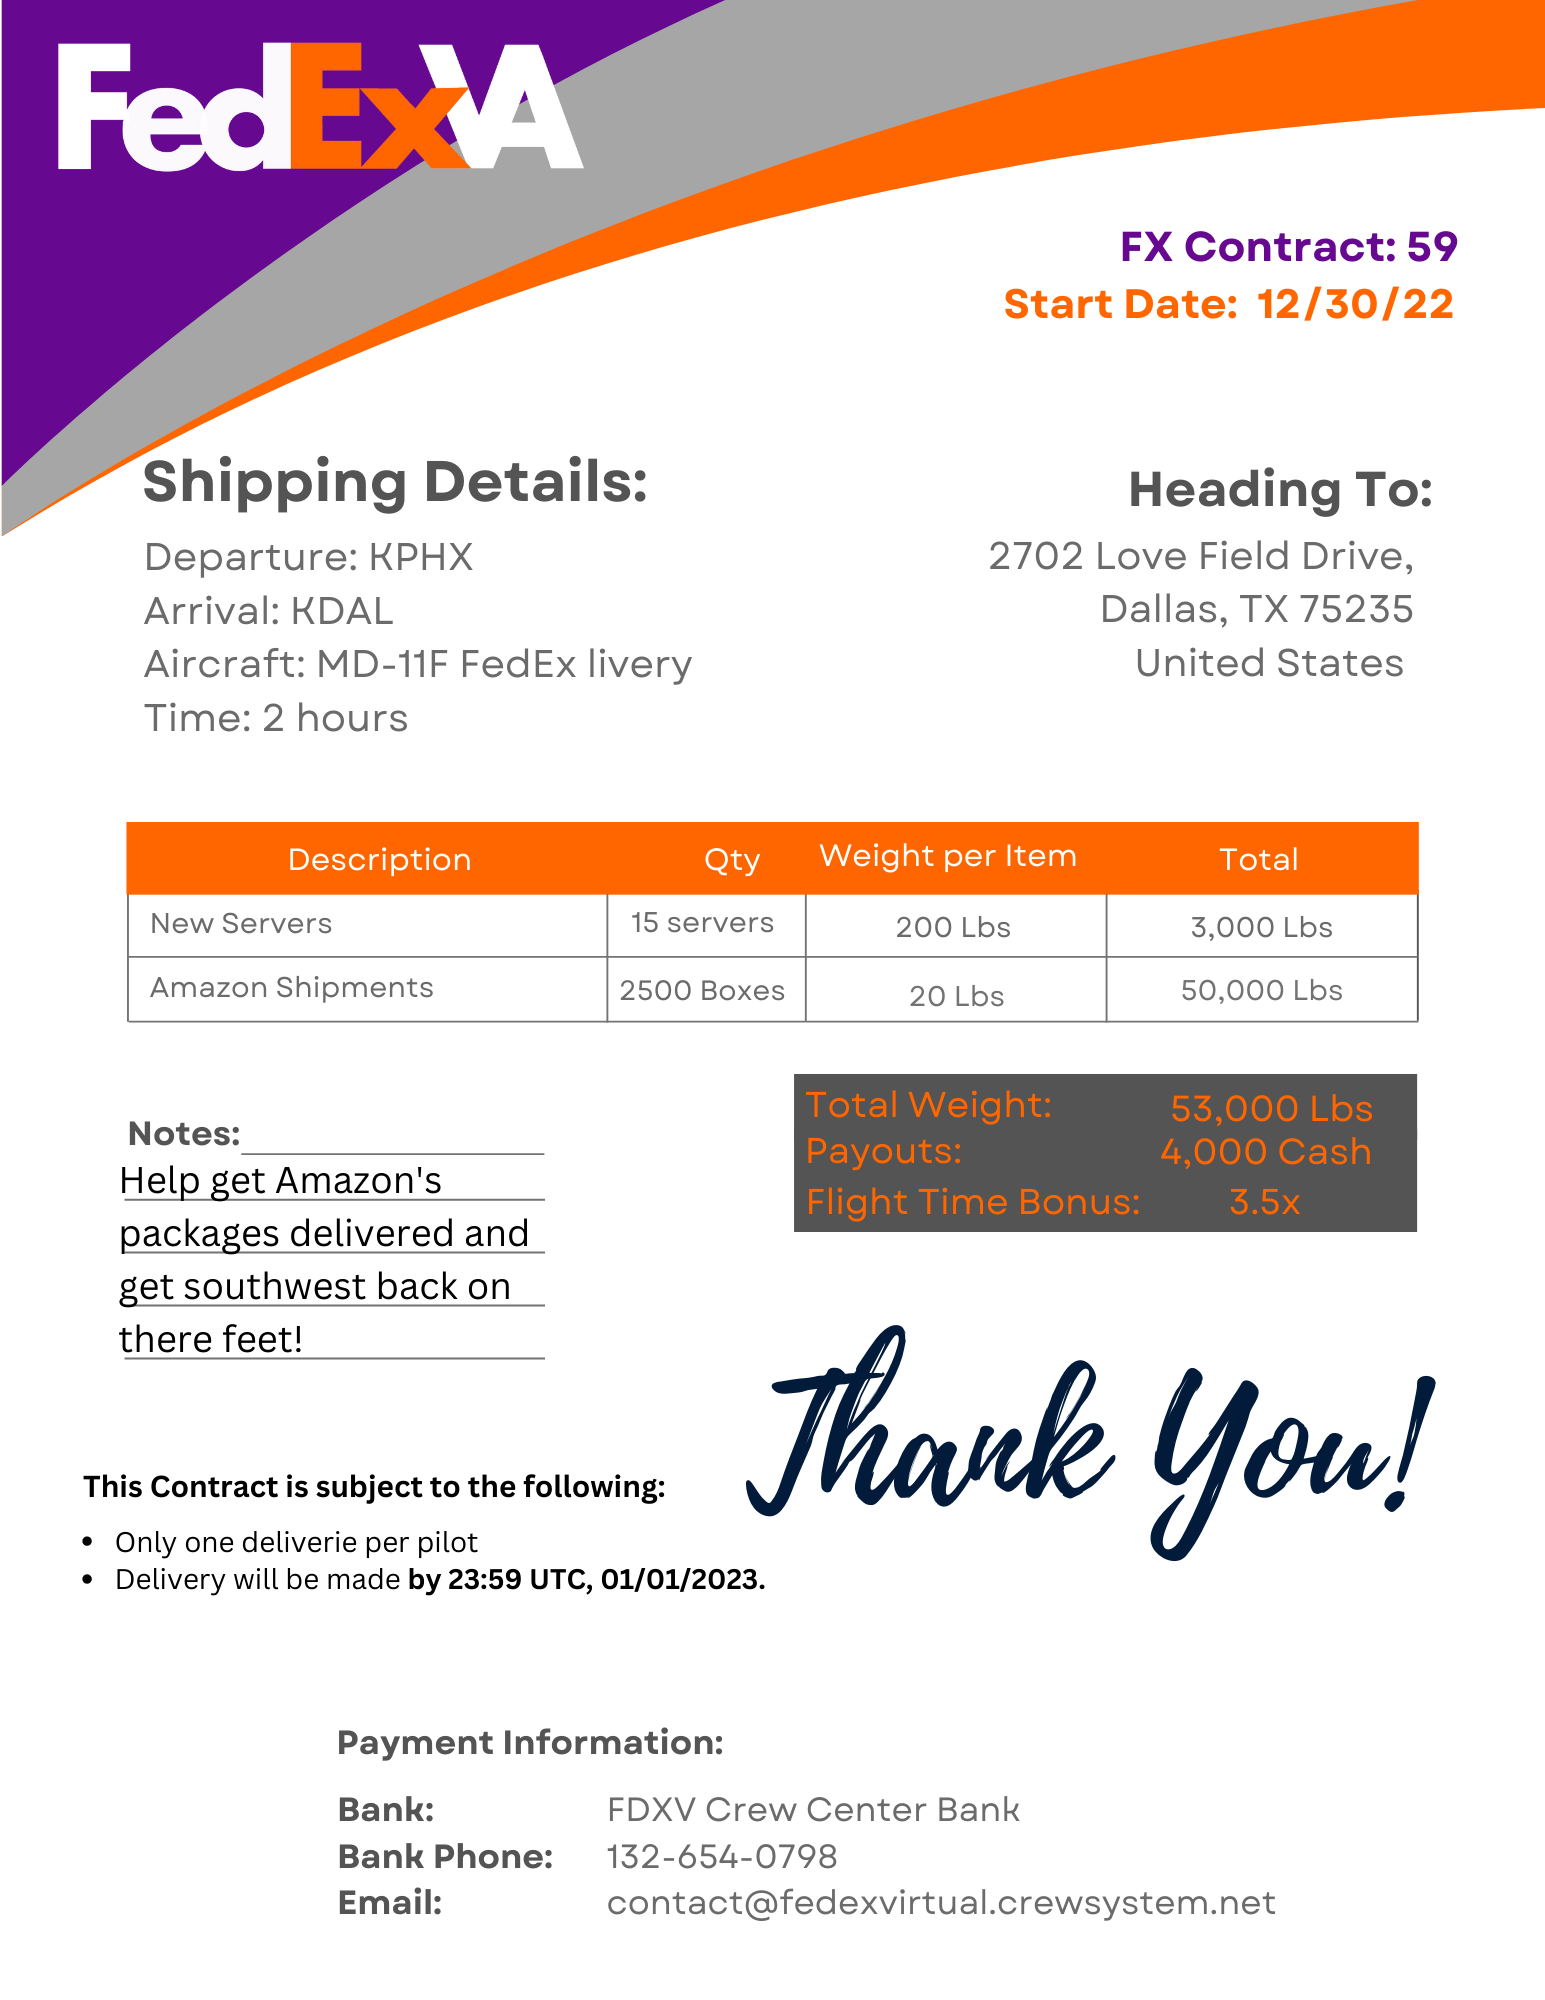 FedExVA
FX Contract: 59
Start Date: 12/30/22
Shipping Details:
Departure: KPHX
Arrival: KDAL
Aircraft: MD-11F FedEx livery
Time: 2 hours
Heading To:
2702 Love Field Drive,
Dallas, TX 75235
United States
Description Qty Weight per Item Total
New Servers 15 servers 200 Lbs 3,000 Lbs
Amazon Shipments 2500 Boxes 20 Lbs 50,000 Lbs
Total Weight: 53,000 Lbs
Payouts: 4,000 Cash
Flight Time Bonus: 3.5x
Notes:
Help get Amazon's
packages delivered and
get southwest back on
there feet!
Thank You!
This Contract is subject to the following:
• Only one deliverie per pilot
• Delivery will be made by 23:59 UTC, 01/01/2023.
Payment Information:
Bank: FDXV Crew Center Bank
Bank Phone: 132-654-0798
Email: contact@fedexvirtual.crewsystem.net